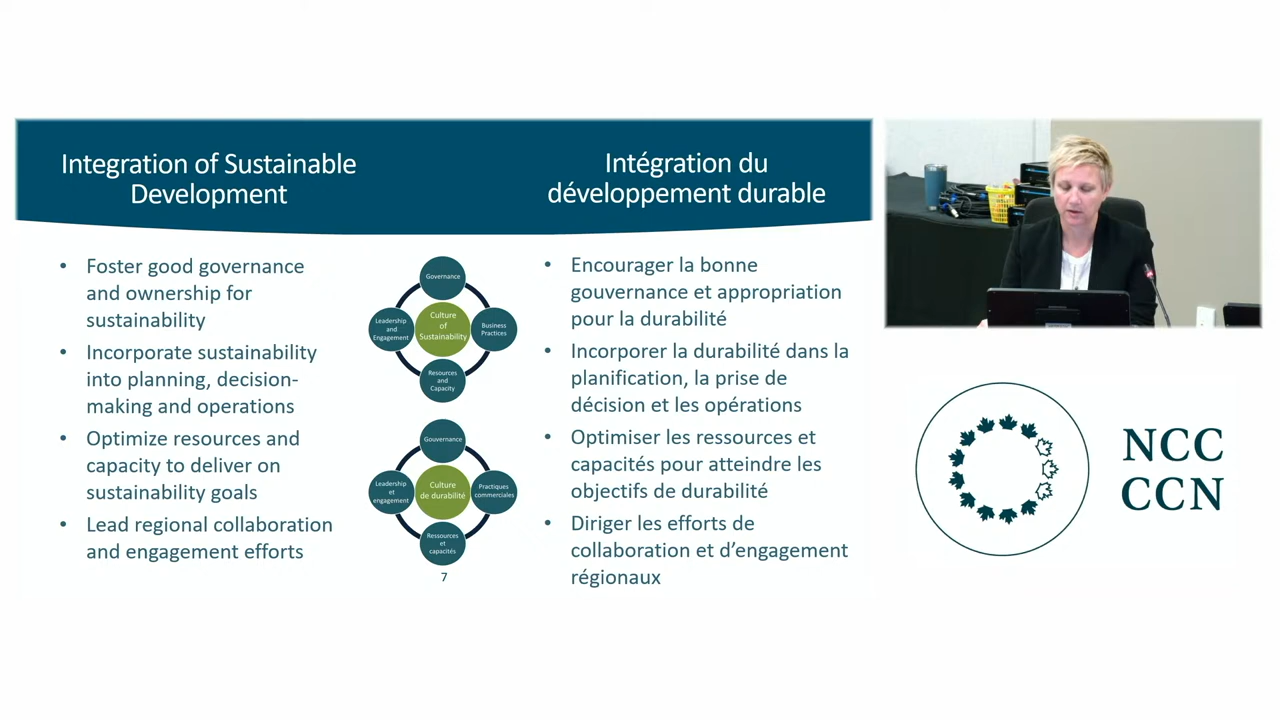 Integration of Sustainable
Development
Intégration du
développement durable
• Foster good governance
and ownership for
sustainability
• Incorporate sustainability
into planning, decision-
making and operations
• Optimize resources and
capacity to deliver on
sustainability goals
• Lead regional collaboration
and engagement efforts
Governance
Leadership
and
Engagement
Culture
of
Sustainability
Business
Practices
Resources
and
Capacity
Gouvernance
Leadership
et
engagement
Culture
de durabilité
Practiques
commerciales
Ressources
et
capacités
7
• Encourager la bonne
gouvernance et appropriation
pour la durabilité
• Incorporer la durabilité dans la
planification, la prise de
décision et les opérations
• Optimiser les ressources et
capacités pour atteindre les
objectifs de durabilité
• Diriger les efforts de
collaboration et d’engagement
régionaux
NCC
CCN